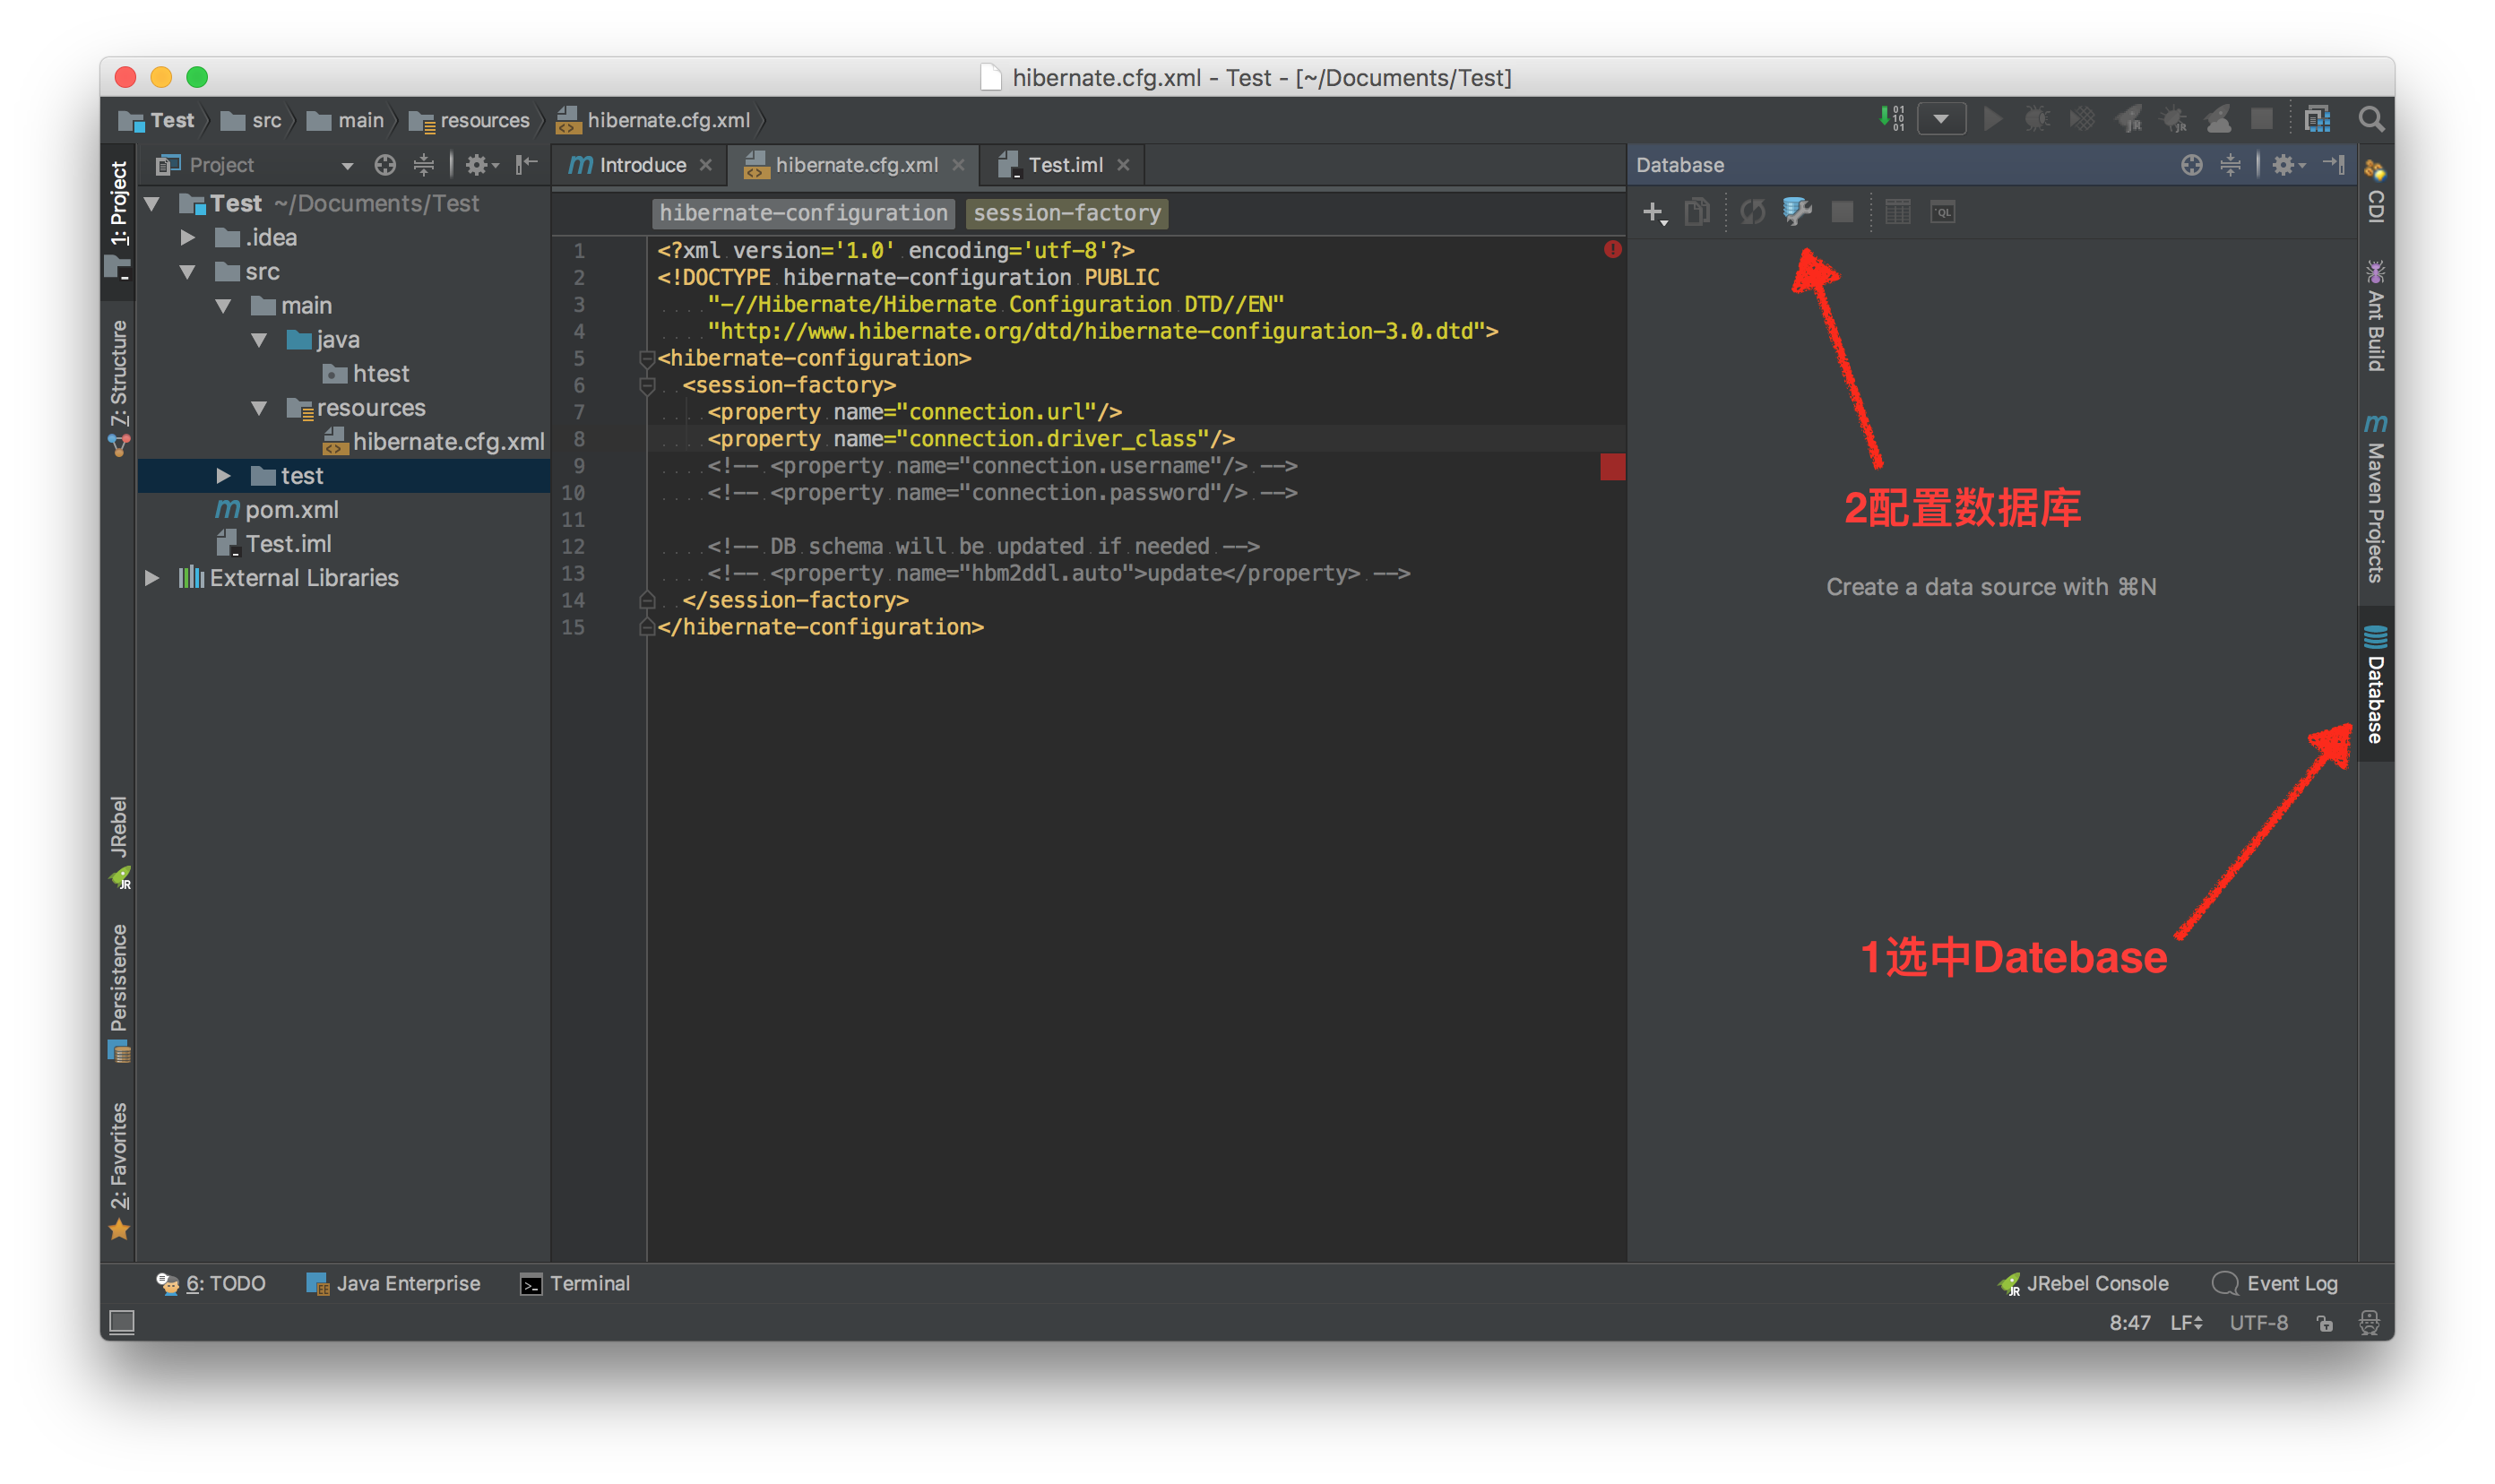 hibernate.cfg.xml - Test - [~/Documents/Test]
Test src main resources hibernate.cfg.xml
1: Project
7: Structure
JRebel
Persistence
2: Favorites
Project
Test ~/Documents/Test
.idea
src
main
java
htest
resources
hibernate.cfg.xml
test
pom.xml
Test.iml
External Libraries
Introduce hibernate.cfg.xml Test.iml
hibernate-configuration session-factory
1 <?xml version='1.0' encoding='utf-8'?>
2 <!DOCTYPE hibernate-configuration PUBLIC
3 "-//Hibernate/Hibernate Configuration DTD//EN"
4 "http://www.hibernate.org/dtd/hibernate-configuration-3.0.dtd">
5 <hibernate-configuration>
6 <session-factory>
7 <property name="connection.url"/>
8 <property name="connection.driver_class"/>
9 <!-- <property name="connection.username"/> -->
10 <!-- <property name="connection.password"/> -->
11
12 <!-- DB schema will be updated if needed -->
13 <!-- <property name="hbm2ddl.auto">update</property> -->
14 </session-factory>
15 </hibernate-configuration>
Database
2配置数据库
Create a data source with ⌘N
1选中Datebase
CDI
Ant Build
Maven Projects
Database
6: TODO Java Enterprise Terminal JRebel Console Event Log
8:47 LF UTF-8